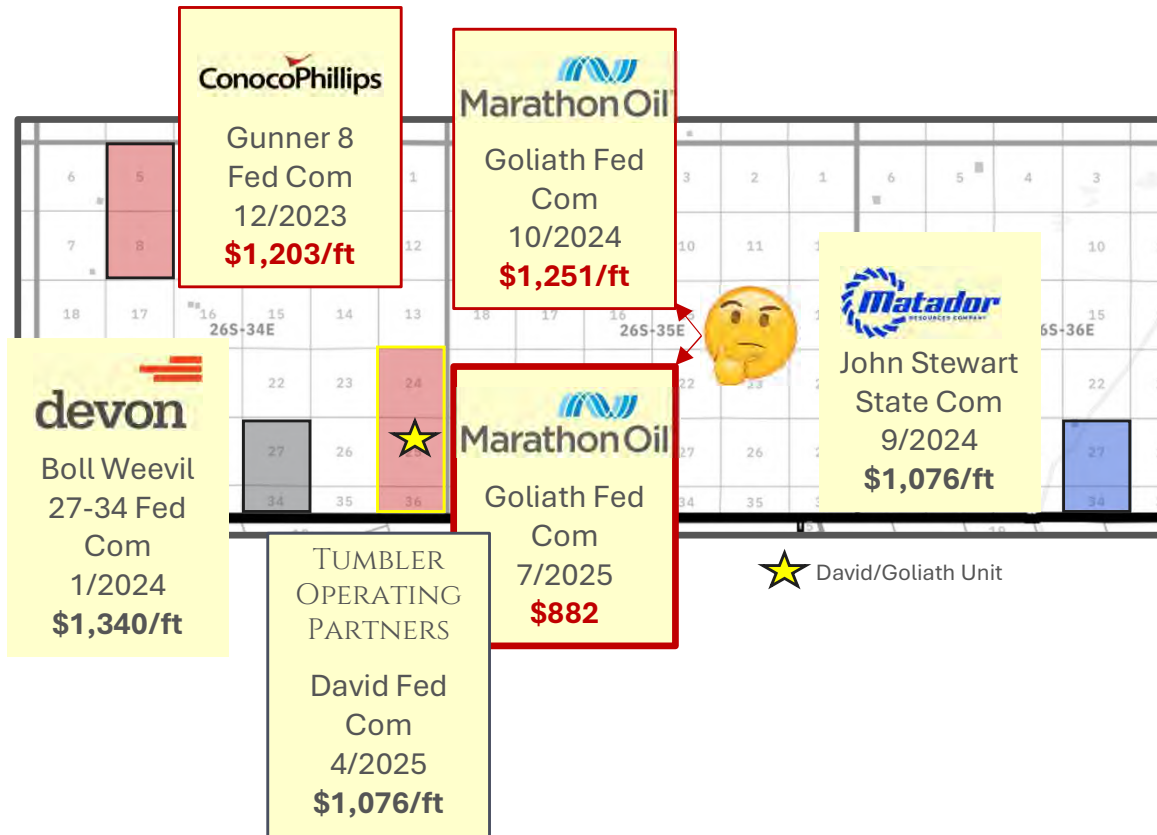 ConocoPhillips
Gunner 8
Fed Com
12/2023
$1,203/ft
Marathon Oil
Goliath Fed
Com
10/2024
$1,251/ft
6
5
1
3
2
1
6
5
4
3
7
8
12
10
11
10
18
17
16
15
14
13
18
17
16
15
26S-34E
26S-35E
6S-36E
Matador
RESOURCES COMPANY
John Stewart
State Com
9/2024
$1,076/ft
devon
Boll Weevil
27-34 Fed
Com
1/2024
$1,340/ft
22
23
24
22
23
22
27
26
25
27
26
27
34
35
36
34
35
34
Marathon Oil
Goliath Fed
Com
7/2025
$882
TUMBLER
OPERATING
PARTNERS
David Fed
Com
4/2025
$1,076/ft
David/Goliath Unit